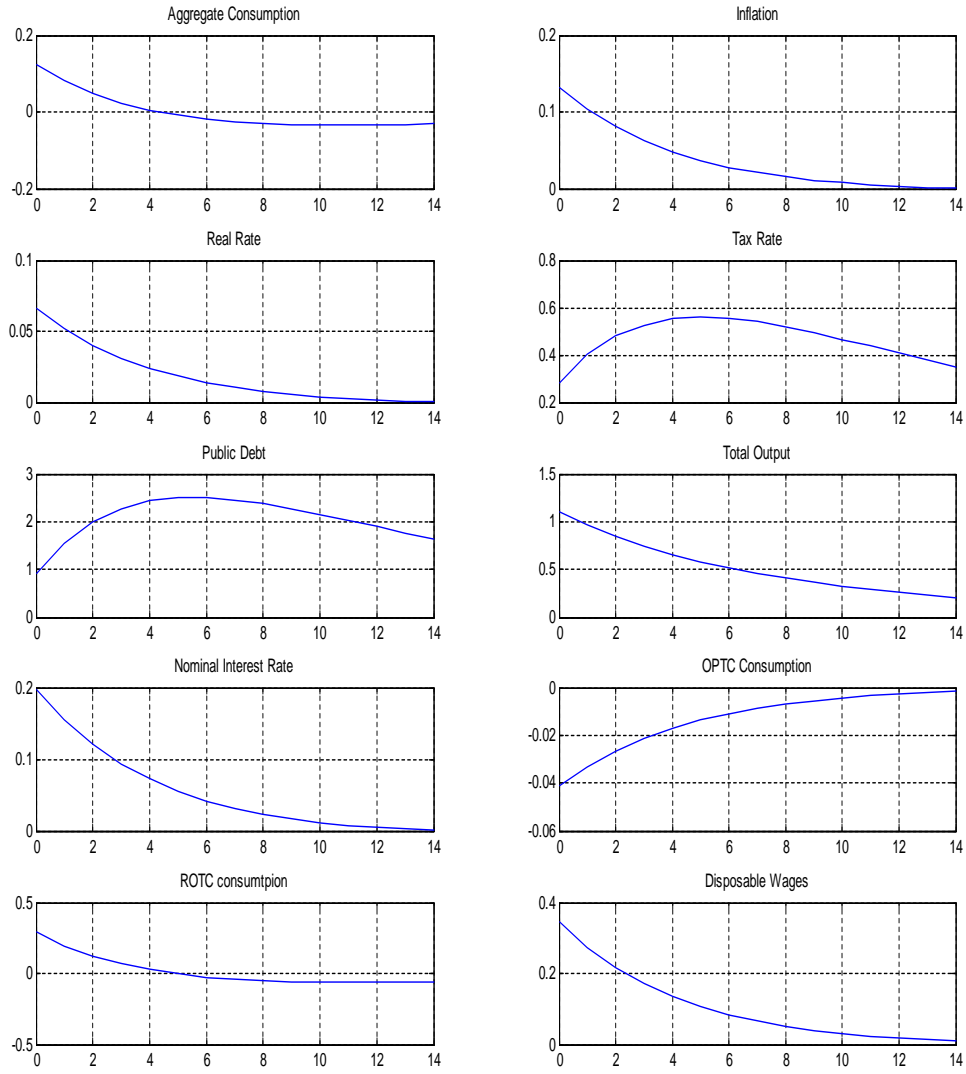 Aggregate Consumption
0.2
0
-0.2
0 2 4 6 8 10 12 14
Inflation
0.2
0.1
0
0 2 4 6 8 10 12 14
Real Rate
0.1
0.05
0
0 2 4 6 8 10 12 14
Tax Rate
0.8
0.6
0.4
0.2
0 2 4 6 8 10 12 14
Public Debt
3
2
1
0
0 2 4 6 8 10 12 14
Total Output
1.5
1
0.5
0
0 2 4 6 8 10 12 14
Nominal Interest Rate
0.2
0.1
0
0 2 4 6 8 10 12 14
OPTC Consumption
0
-0.02
-0.04
-0.06
0 2 4 6 8 10 12 14
ROTC consumtpion
0.5
0
-0.5
0 2 4 6 8 10 12 14
Disposable Wages
0.4
0.2
0
0 2 4 6 8 10 12 14